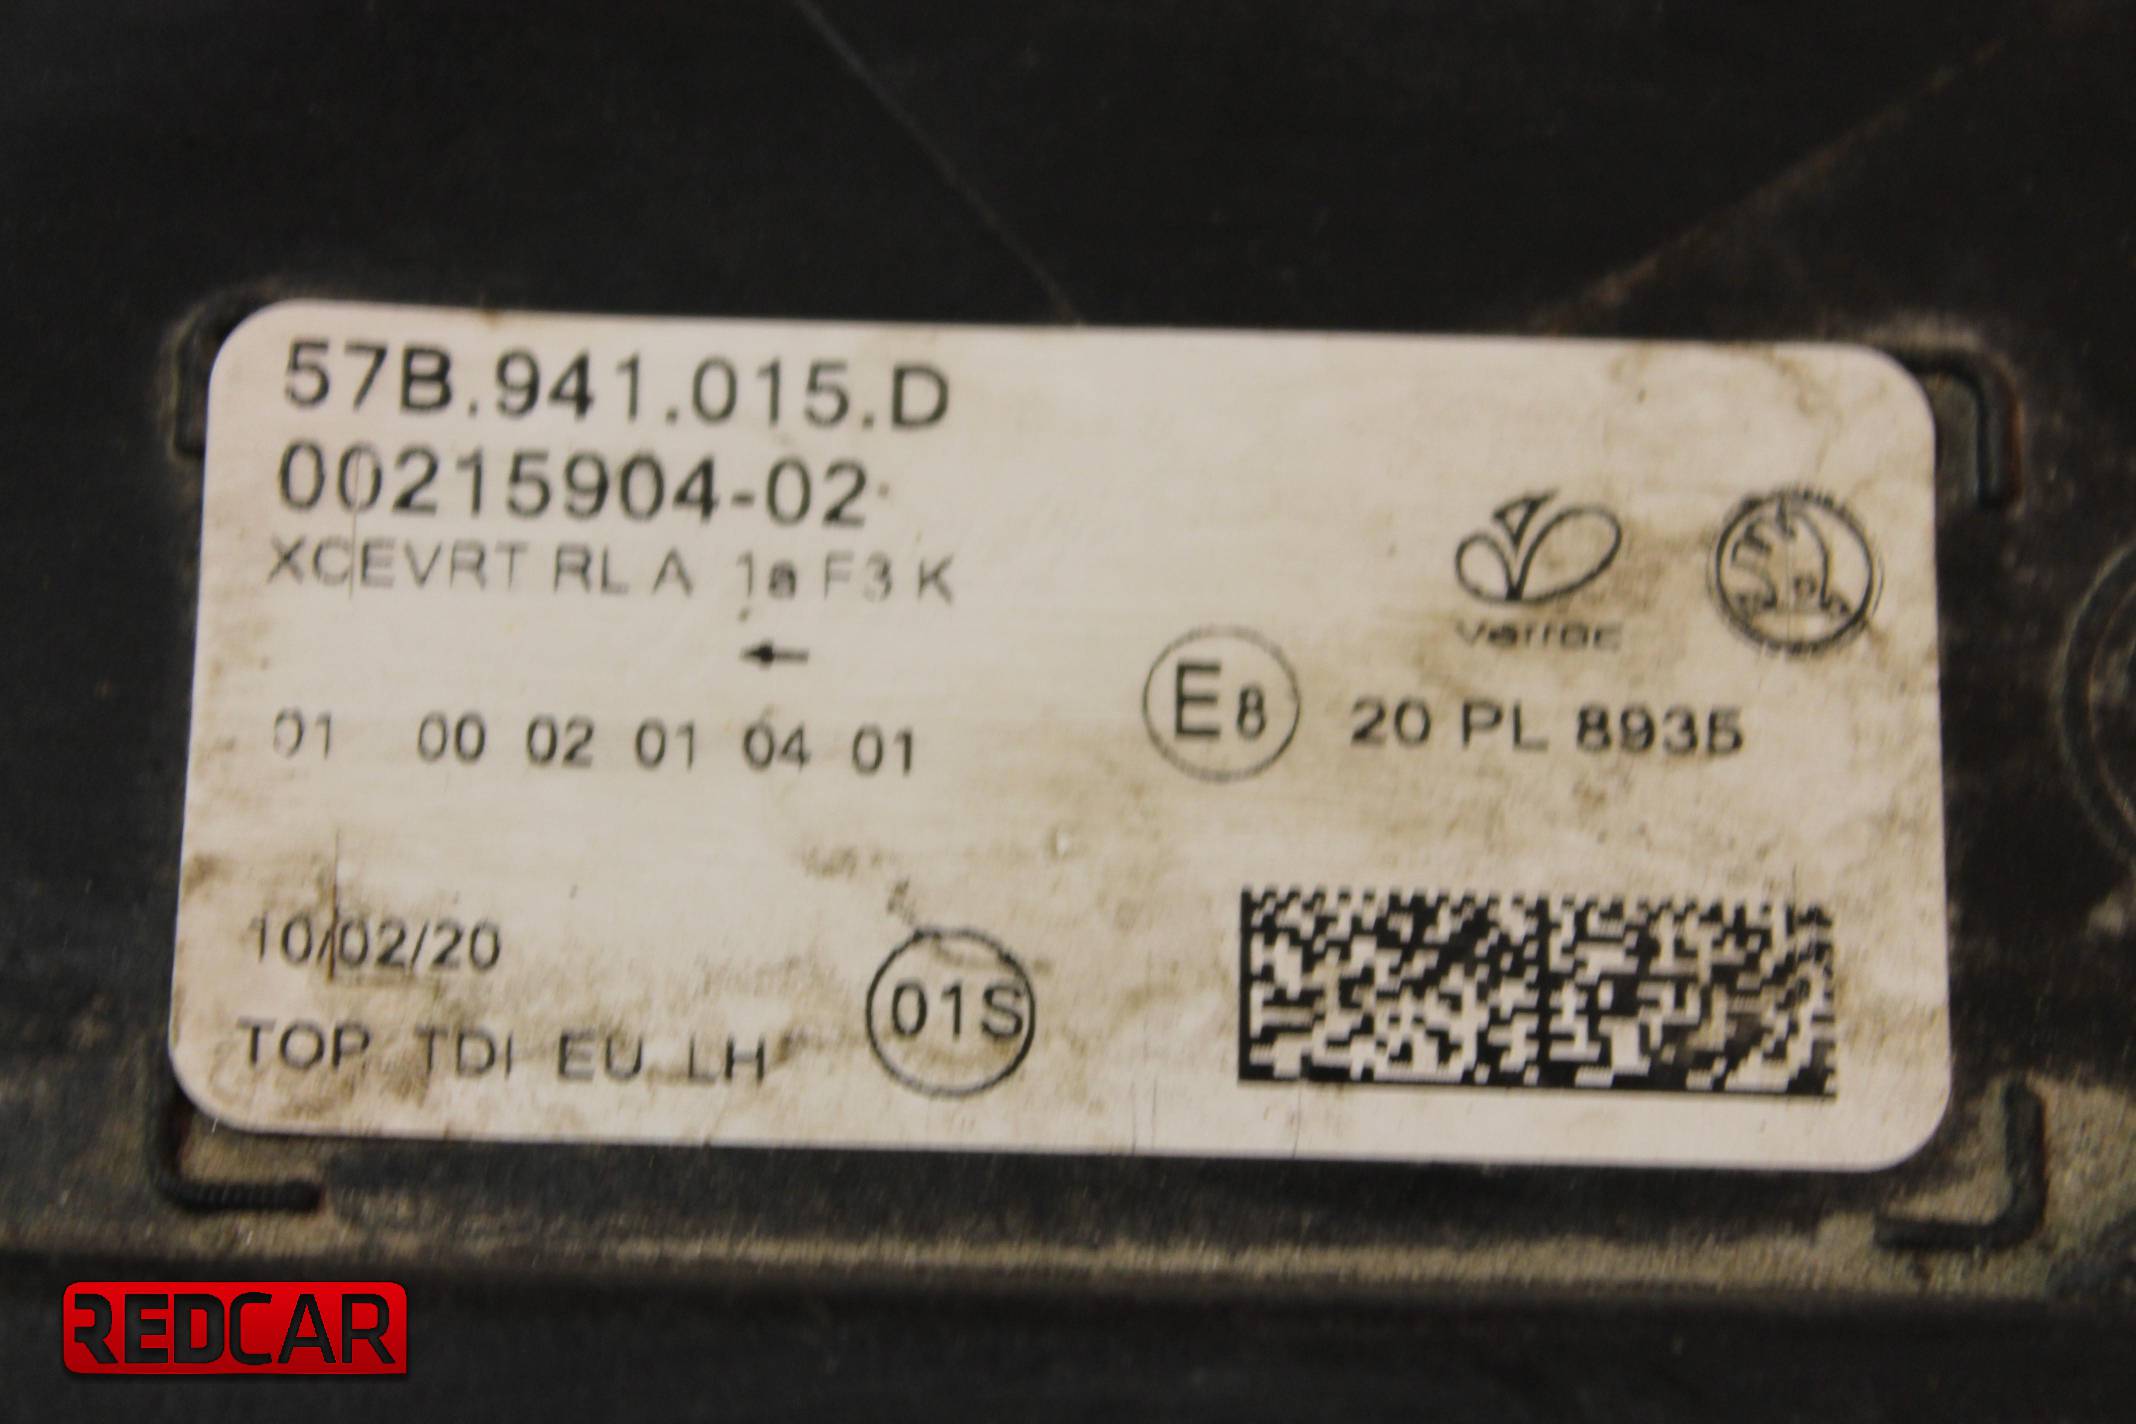 57B.941.015.D
00215904-02
XCEVRT RL A 1a F3 K
01 00 02 01 04 01
varroc
E8 20 PL 8935
10/02/20
TOP TDI EU LH
01S
REDCAR